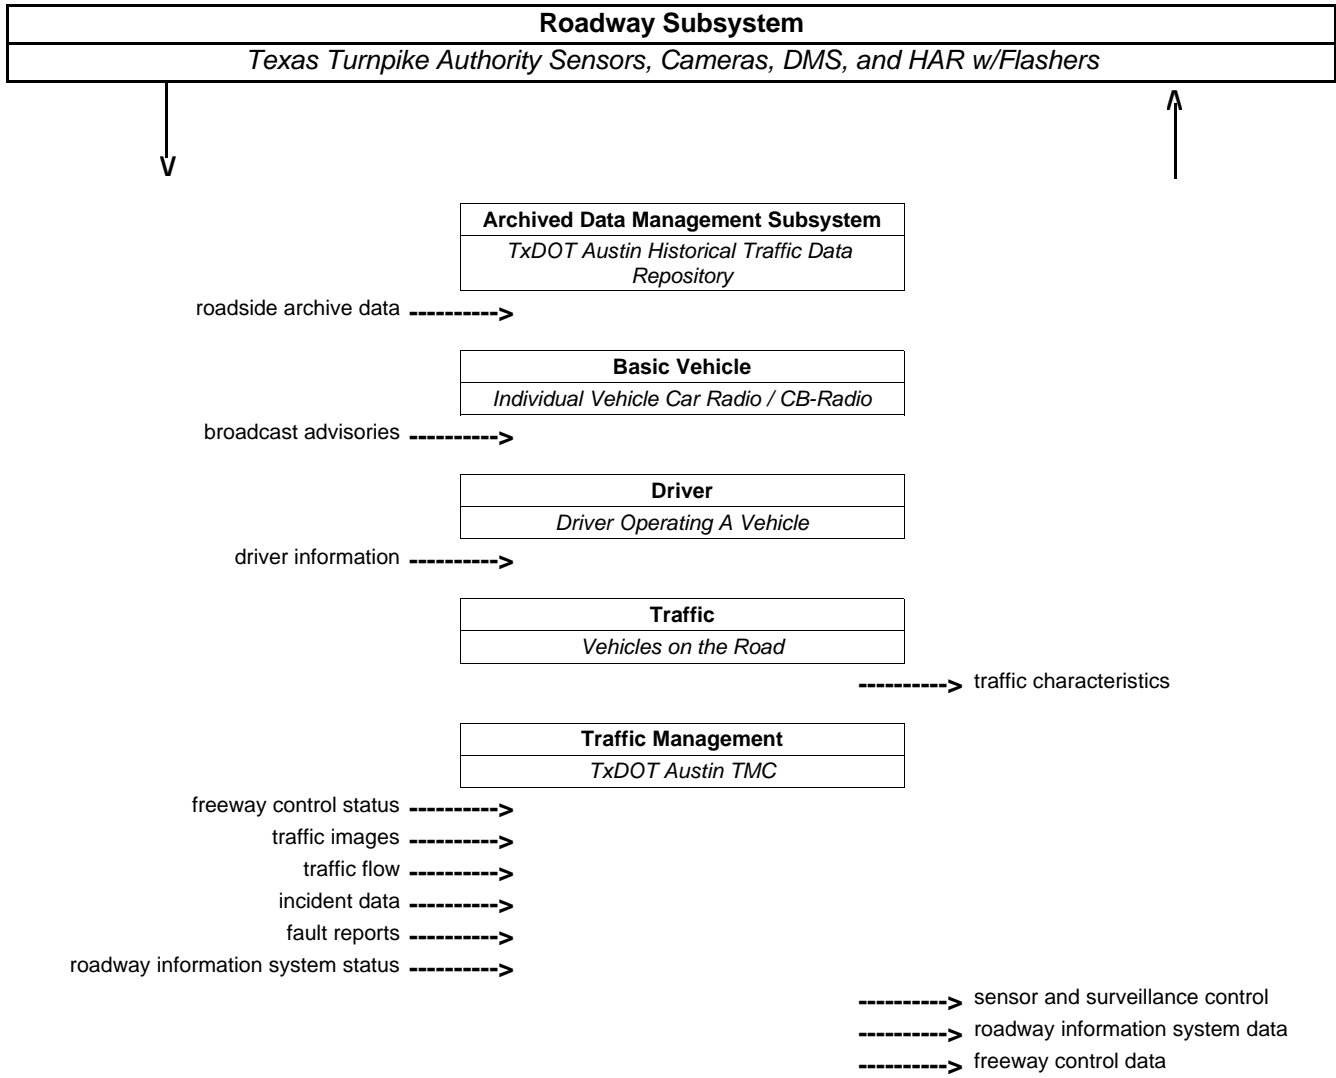 Roadway Subsystem
Texas Turnpike Authority Sensors, Cameras, DMS, and HAR w/Flashers
Archived Data Management Subsystem
TxDOT Austin Historical Traffic Data
Repository
roadside archive data ---------->
Basic Vehicle
Individual Vehicle Car Radio / CB-Radio
broadcast advisories ---------->
Driver
Driver Operating A Vehicle
driver information ---------->
Traffic
Vehicles on the Road
----------> traffic characteristics
Traffic Management
TxDOT Austin TMC
freeway control status ---------->
traffic images ---------->
traffic flow ---------->
incident data ---------->
fault reports ---------->
roadway information system status ---------->
----------> sensor and surveillance control
----------> roadway information system data
----------> freeway control data